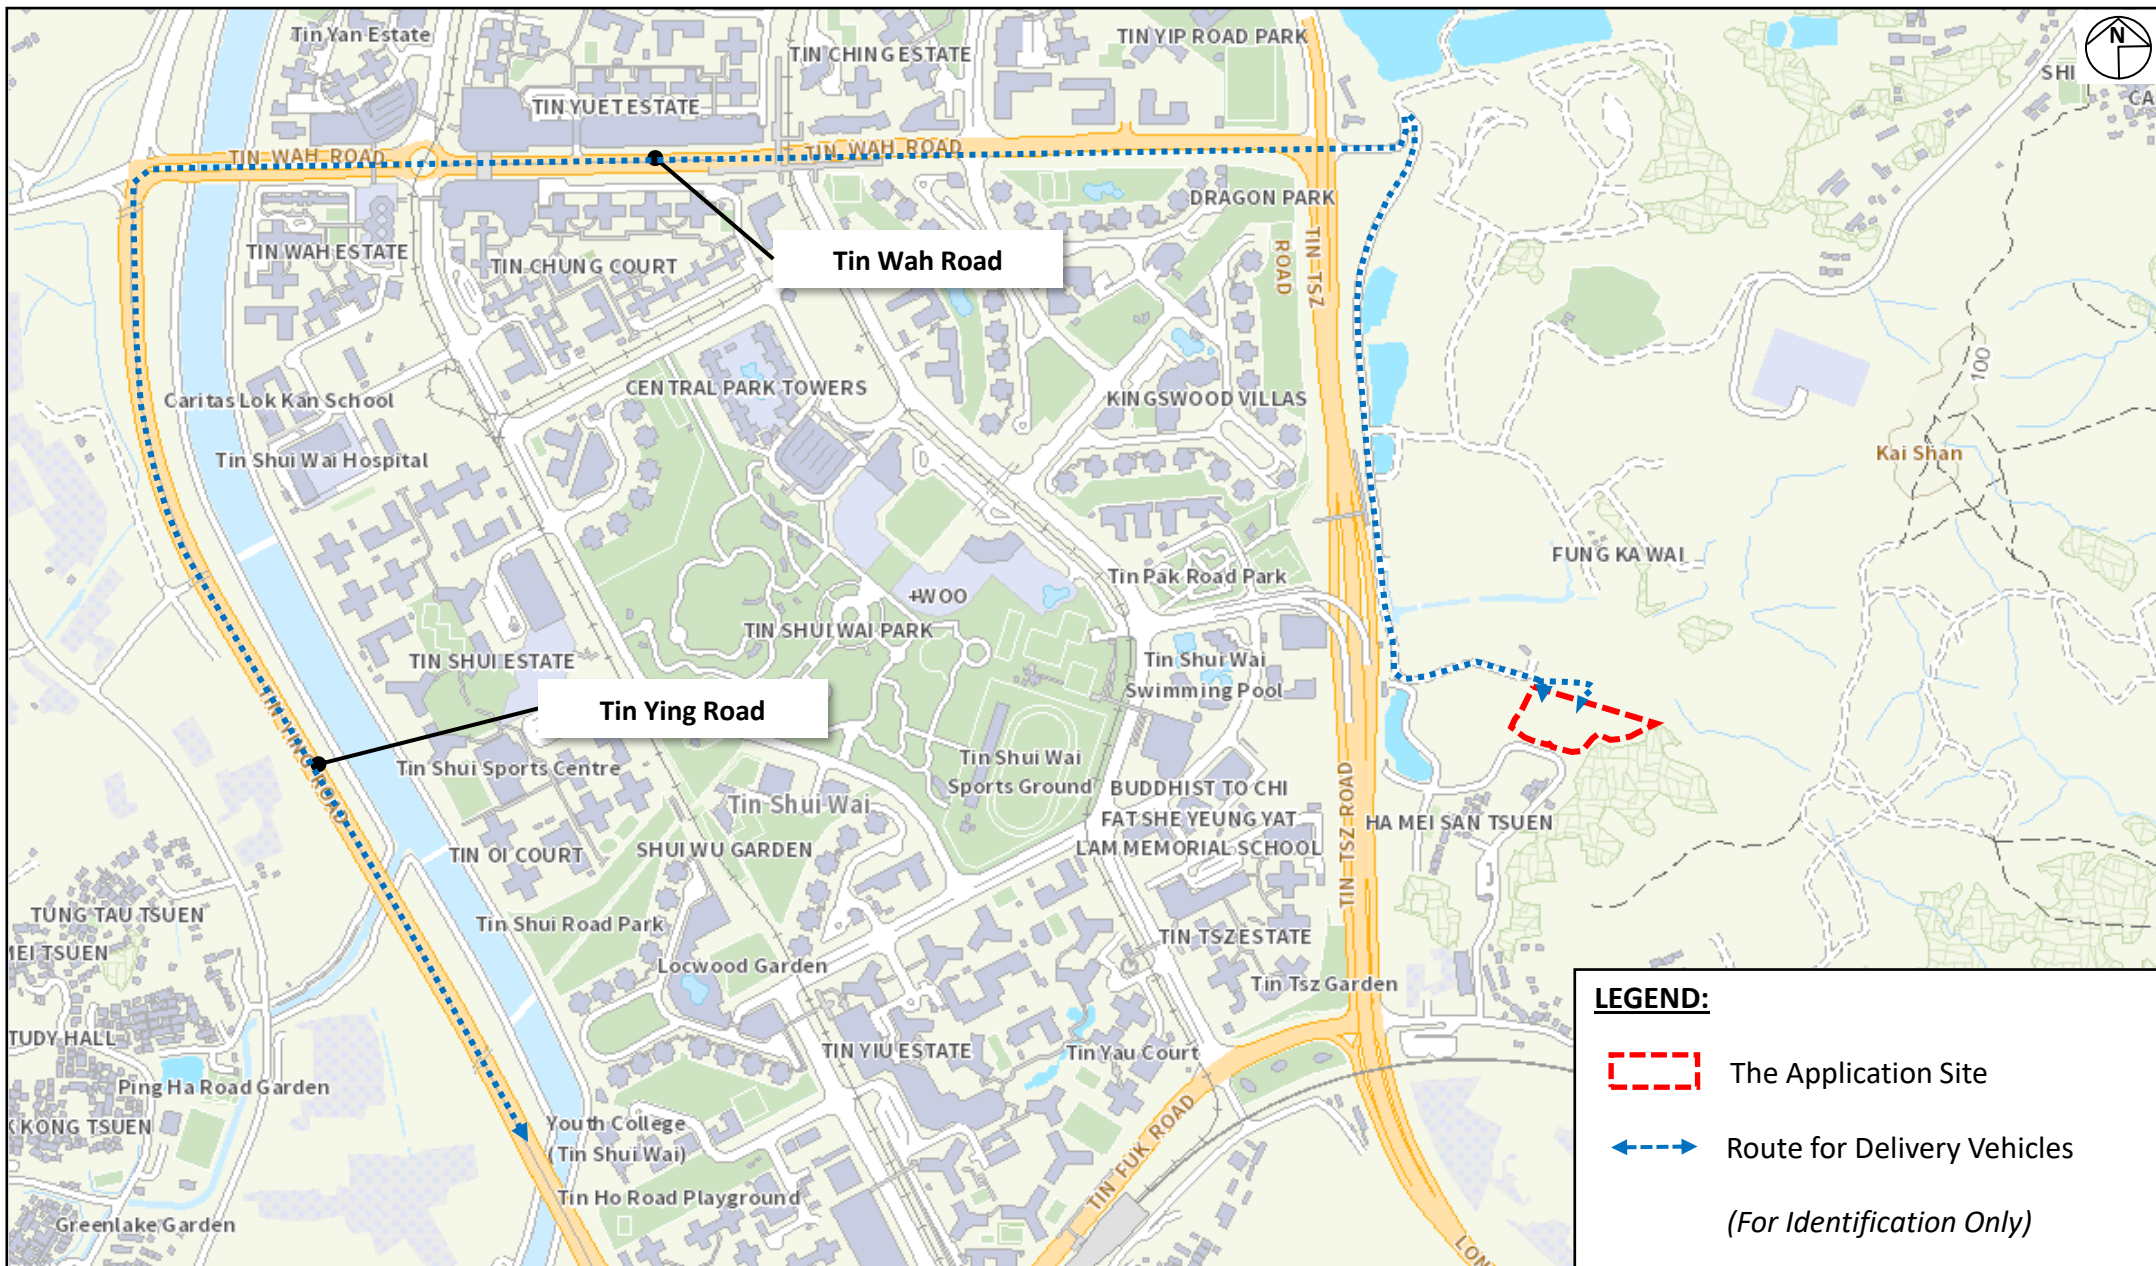 Tin Yan Estate
TIN CHING ESTATE
TIN YIP ROAD PARK
N
SHI
CA
TIN YUET ESTATE
TIN WAH ROAD
TIN WAH ROAD
DRAGON PARK
TIN WAH ESTATE
TIN CHUNG COURT
Tin Wah Road
TIN TSZ
ROAD
CENTRAL PARK TOWERS
KINGSWOOD VILLAS
100
Caritas Lok Kan School
Tin Shui Wai Hospital
Kai Shan
FUNG KA WAI
Tin Pak Road Park
+WOO
TIN SHUI WAI PARK
TIN SHUI ESTATE
Tin Shui Wai
Swimming Pool
Tin Ying Road
TIN YING ROAD
Tin Shui Sports Centre
Tin Shui Wai
Sports Ground
Tin Shui Wai
BUDDHIST TO CHI
FAT SHE YEUNG YAT
LAM MEMORIAL SCHOOL
TIN TSZ ROAD
HA MEI SAN TSUEN
TIN OI COURT
SHUI WU GARDEN
TUNG TAU TSUEN
MEI TSUEN
Tin Shui Road Park
TIN TSZ ESTATE
Locwood Garden
Tin Tsz Garden
TUDY HALL
TIN YIU ESTATE
Tin Yau Court
Ping Ha Road Garden
K KONG TSUEN
Youth College
(Tin Shui Wai)
TIN FUK ROAD
Tin Ho Road Playground
Greenlake Garden
LON
LEGEND:
The Application Site
Route for Delivery Vehicles
(For Identification Only)